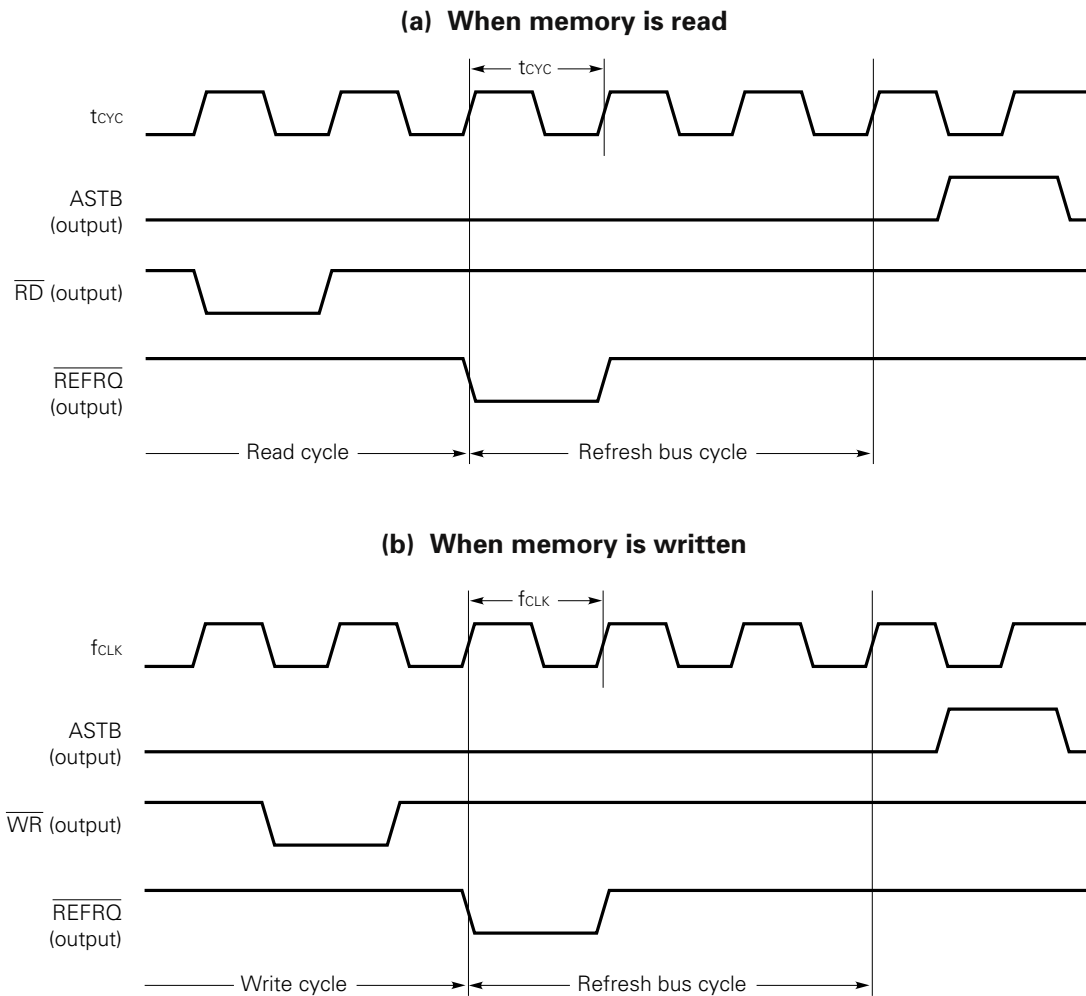 (a) When memory is read
tCYC
tCYC
ASTB
(output)
RD (output)
REFRQ
(output)
Read cycle
Refresh bus cycle
(b) When memory is written
fCLK
fCLK
ASTB
(output)
WR (output)
REFRQ
(output)
Write cycle
Refresh bus cycle